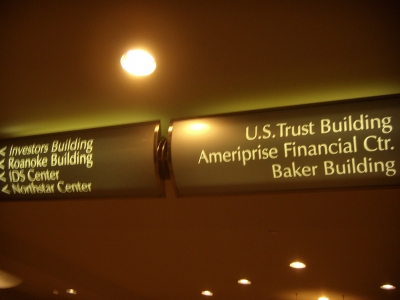 < Investors Building
< Roanoke Building
< IDS Center
< Northstar Center
U.S. Trust Building
Ameriprise Financial Ctr.
Baker Building